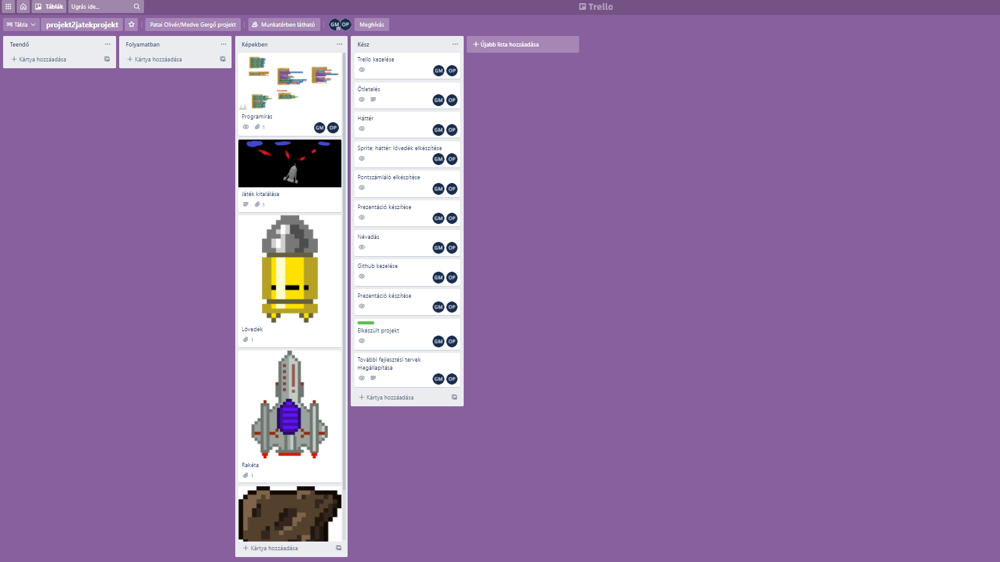 Táblák
Ugrás ide...
Trello
Tábla
projekt2jatekprojekt
Patai Olivér/Medve Gergő projekt
Munkatérben látható
GM OP
Meghívás
Teendő
Kártya hozzáadása
Folyamatban
Kártya hozzáadása
Képekben
Programírás
1
GM OP
Játék kitalálása
1
Lövedék
1
Rakéta
1
Kártya hozzáadása
Kész
Trello kezelése
GM OP
Ötletelés
GM OP
Háttér
GM OP
Sprite; háttér; lövedék elkészítése
GM OP
Pontszámláló elkészítése
GM OP
Prezentáció készítése
GM OP
Névadás
GM OP
Github kezelése
GM OP
Prezentáció készítése
GM OP
Elkészült projekt
GM OP
További fejlesztési tervek
megállapítása
GM OP
Kártya hozzáadása
Újabb lista hozzáadása